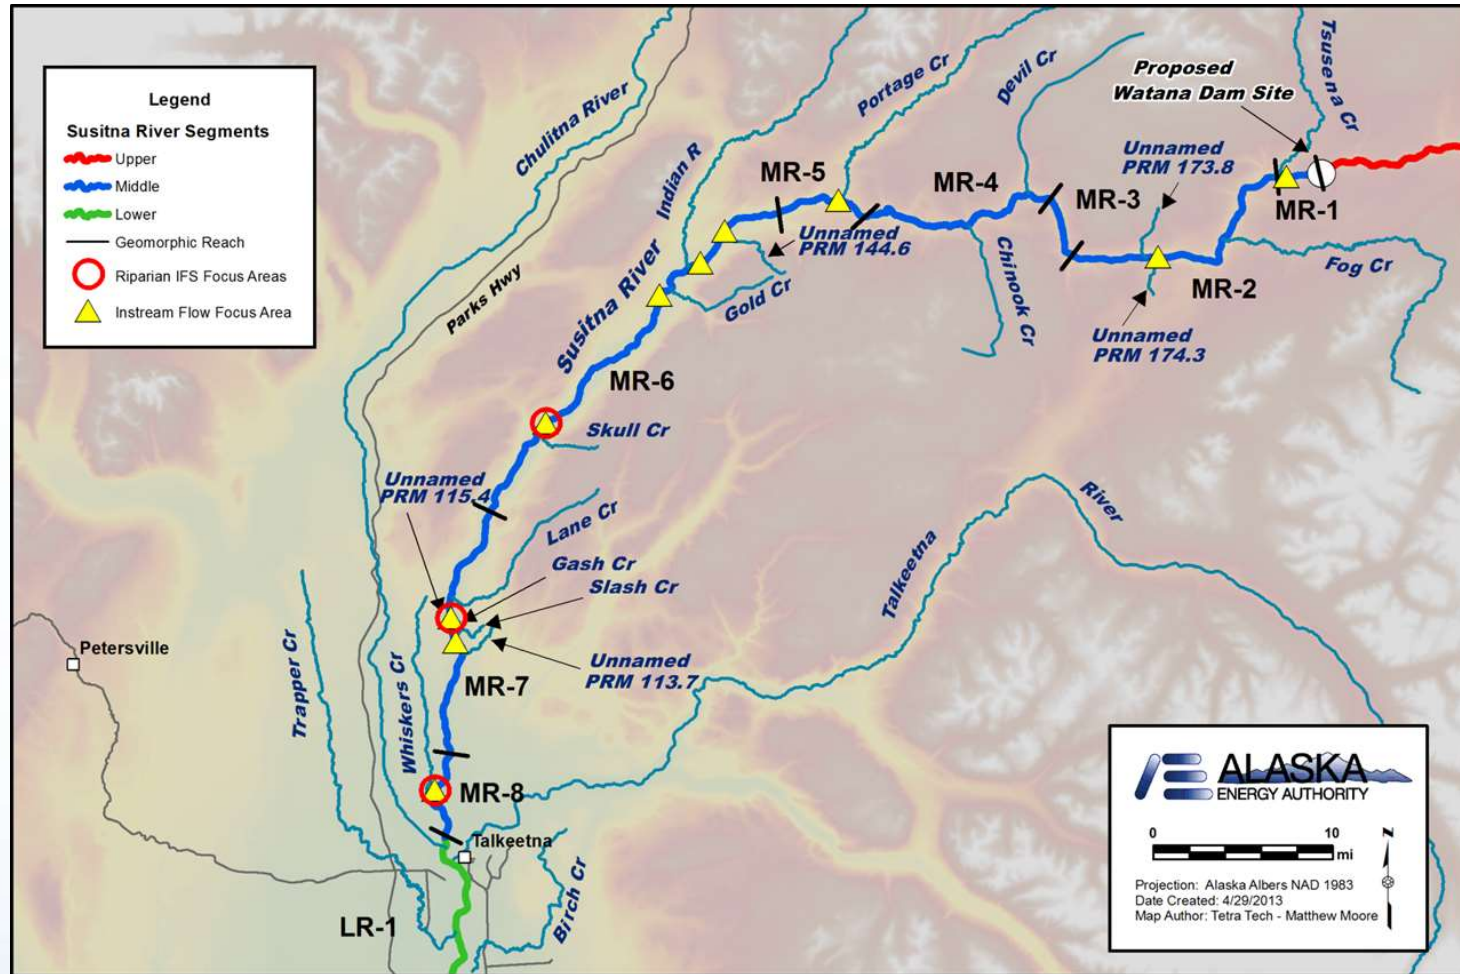 Legend
Susitna River Segments
Upper
Middle
Lower
Geomorphic Reach
Riparian IFS Focus Areas
Instream Flow Focus Area
Chulitna River
Parks Hwy
Susitna River
Indian R
Portage Cr
Devil Cr
Tsusena Cr
Proposed
Watana Dam Site
Unnamed
PRM 173.8
MR-5
MR-4
MR-3
MR-1
Unnamed
PRM 144.6
Gold Cr
Chinook Cr
MR-2
Fog Cr
Unnamed
PRM 174.3
MR-6
Skull Cr
Unnamed
PRM 115.4
Lane Cr
Gash Cr
Slash Cr
Talkeetna
River
Petersville
Trapper Cr
Whiskers Cr
Unnamed
PRM 113.7
MR-7
MR-8
Talkeetna
LR-1
Birch Cr
ALASKA
ENERGY AUTHORITY
0 10
mi
N
Projection: Alaska Albers NAD 1983
Date Created: 4/29/2013
Map Author: Tetra Tech - Matthew Moore